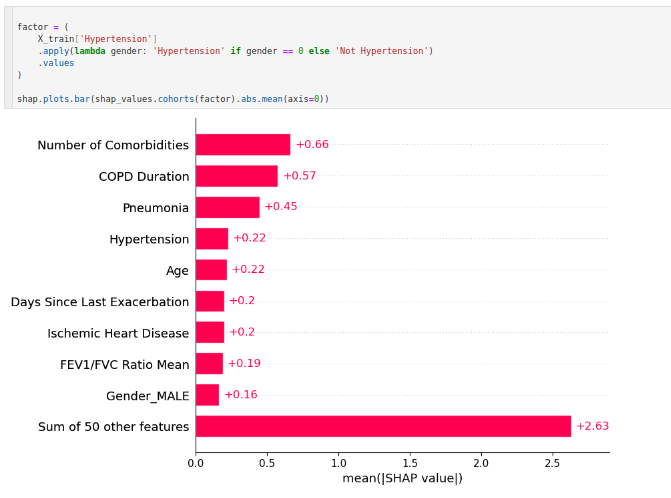 factor = (
X_train['Hypertension']
.apply(lambda gender: 'Hypertension' if gender == 0 else 'Not Hypertension')
.values
)
shap.plots.bar(shap_values.cohorts(factor).abs.mean(axis=0))
Number of Comorbidities +0.66
COPD Duration +0.57
Pneumonia +0.45
Hypertension +0.22
Age +0.22
Days Since Last Exacerbation +0.2
Ischemic Heart Disease +0.2
FEV1/FVC Ratio Mean +0.19
Gender_MALE +0.16
Sum of 50 other features +2.63
0.0 0.5 1.0 1.5 2.0 2.5
mean(|SHAP value|)